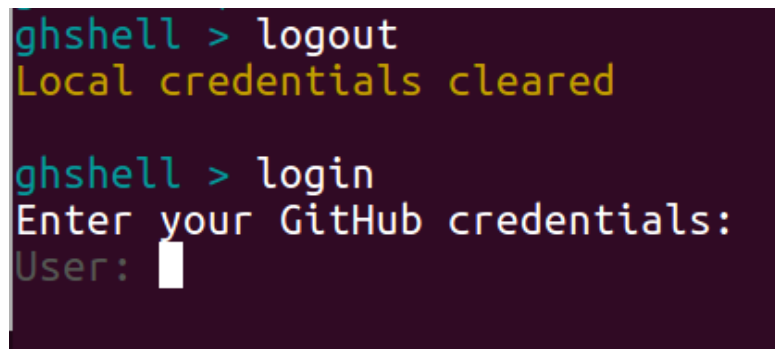 ghshell > logout
Local credentials cleared
ghshell > login
Enter your GitHub credentials:
User: